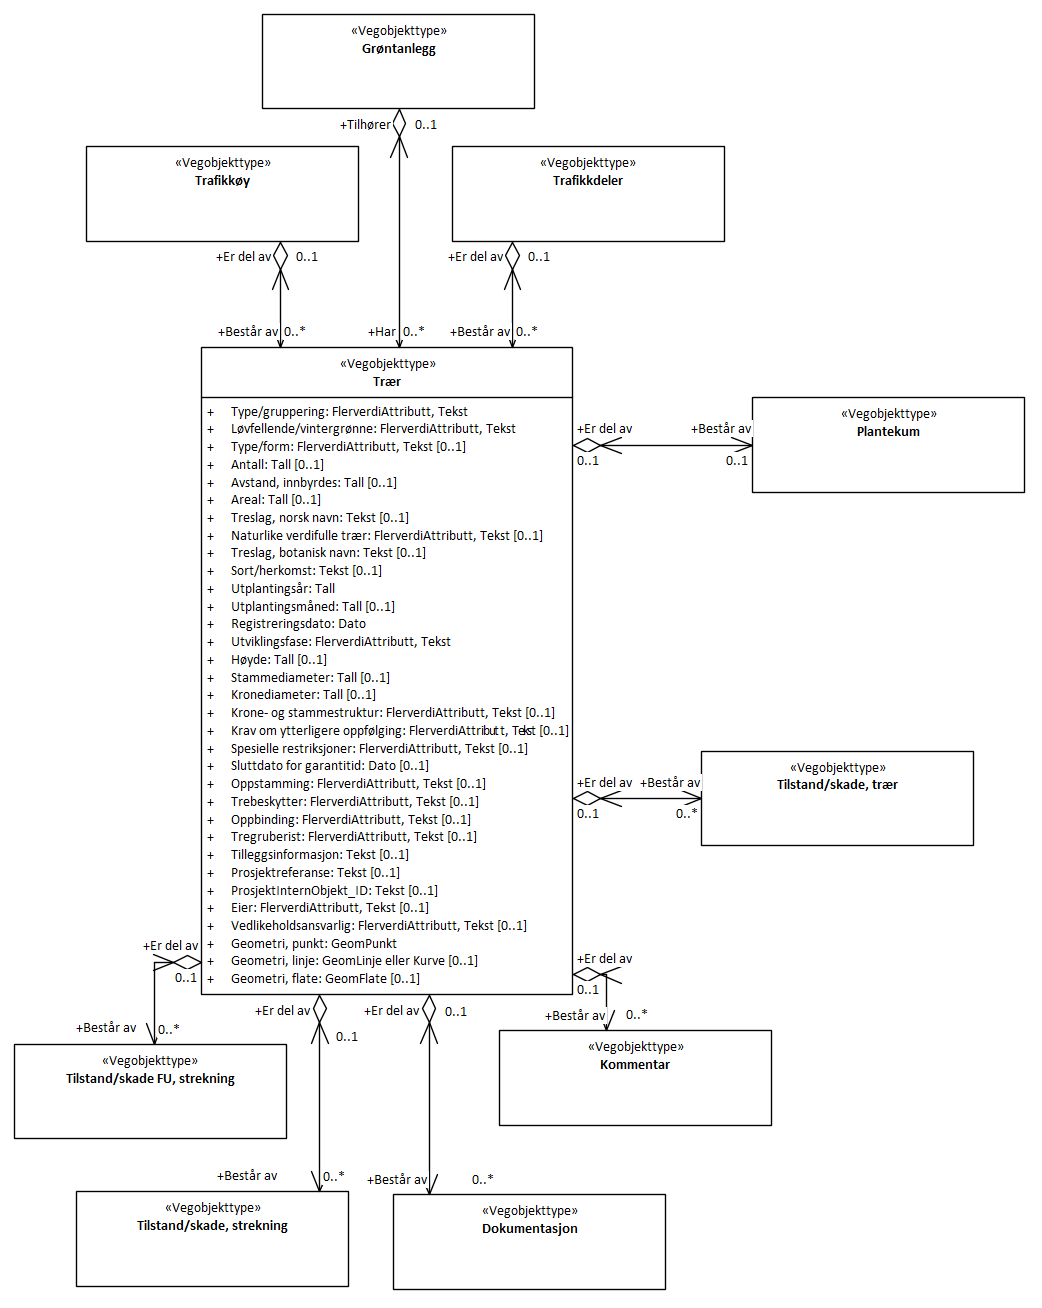 «Vegobjekttype»
Grøntanlegg
+Tilhører
0..1
«Vegobjekttype»
Trafikkøy
«Vegobjekttype»
Trafikkdeler
+Er del av
0..1
+Er del av
0..1
+Består av
0..*
+Har
0..*
+Består av
0..*
«Vegobjekttype»
Trær
+ Type/gruppering: FlerverdiAttributt, Tekst
+ Løvfellende/vintergrønne: FlerverdiAttributt, Tekst
+ Type/form: FlerverdiAttributt, Tekst [0..1]
+ Antall: Tall [0..1]
+ Avstand, innbyrdes: Tall [0..1]
+ Areal: Tall [0..1]
+ Treslag, norsk navn: Tekst [0..1]
+ Naturlike verdifulle trær: FlerverdiAttributt, Tekst [0..1]
+ Treslag, botanisk navn: Tekst [0..1]
+ Sort/herkomst: Tekst [0..1]
+ Utplantingsår: Tall
+ Utplantingsmåned: Tall [0..1]
+ Registreringsdato: Dato
+ Utviklingsfase: FlerverdiAttributt, Tekst
+ Høyde: Tall [0..1]
+ Stammediameter: Tall [0..1]
+ Kronediameter: Tall [0..1]
+ Krone- og stammestruktur: FlerverdiAttributt, Tekst [0..1]
+ Krav om ytterligere oppfølging: FlerverdiAttributt, Tekst [0..1]
+ Spesielle restriksjoner: FlerverdiAttributt, Tekst [0..1]
+ Sluttdato for garantitid: Dato [0..1]
+ Oppstamming: FlerverdiAttributt, Tekst [0..1]
+ Trebeskytter: FlerverdiAttributt, Tekst [0..1]
+ Oppbinding: FlerverdiAttributt, Tekst [0..1]
+ Tregruberist: FlerverdiAttributt, Tekst [0..1]
+ Tilleggsinformasjon: Tekst [0..1]
+ Prosjektreferanse: Tekst [0..1]
+ ProsjektInternObjekt_ID: Tekst [0..1]
+ Eier: FlerverdiAttributt, Tekst [0..1]
+ Vedlikeholdsansvarlig: FlerverdiAttributt, Tekst [0..1]
+ Geometri, punkt: GeomPunkt
+ Geometri, linje: GeomLinje eller Kurve [0..1]
+ Geometri, flate: GeomFlate [0..1]
+Er del av
0..1
+Består av
0..1
«Vegobjekttype»
Plantekum
+Er del av
0..1
+Består av
0..*
«Vegobjekttype»
Tilstand/skade, trær
+Er del av
0..1
+Består av
0..*
«Vegobjekttype»
Kommentar
+Er del av
0..1
+Består av
0..*
«Vegobjekttype»
Tilstand/skade FU, strekning
+Er del av
0..1
+Består av
0..*
«Vegobjekttype»
Tilstand/skade, strekning
+Er del av
0..1
+Består av
0..*
«Vegobjekttype»
Dokumentasjon